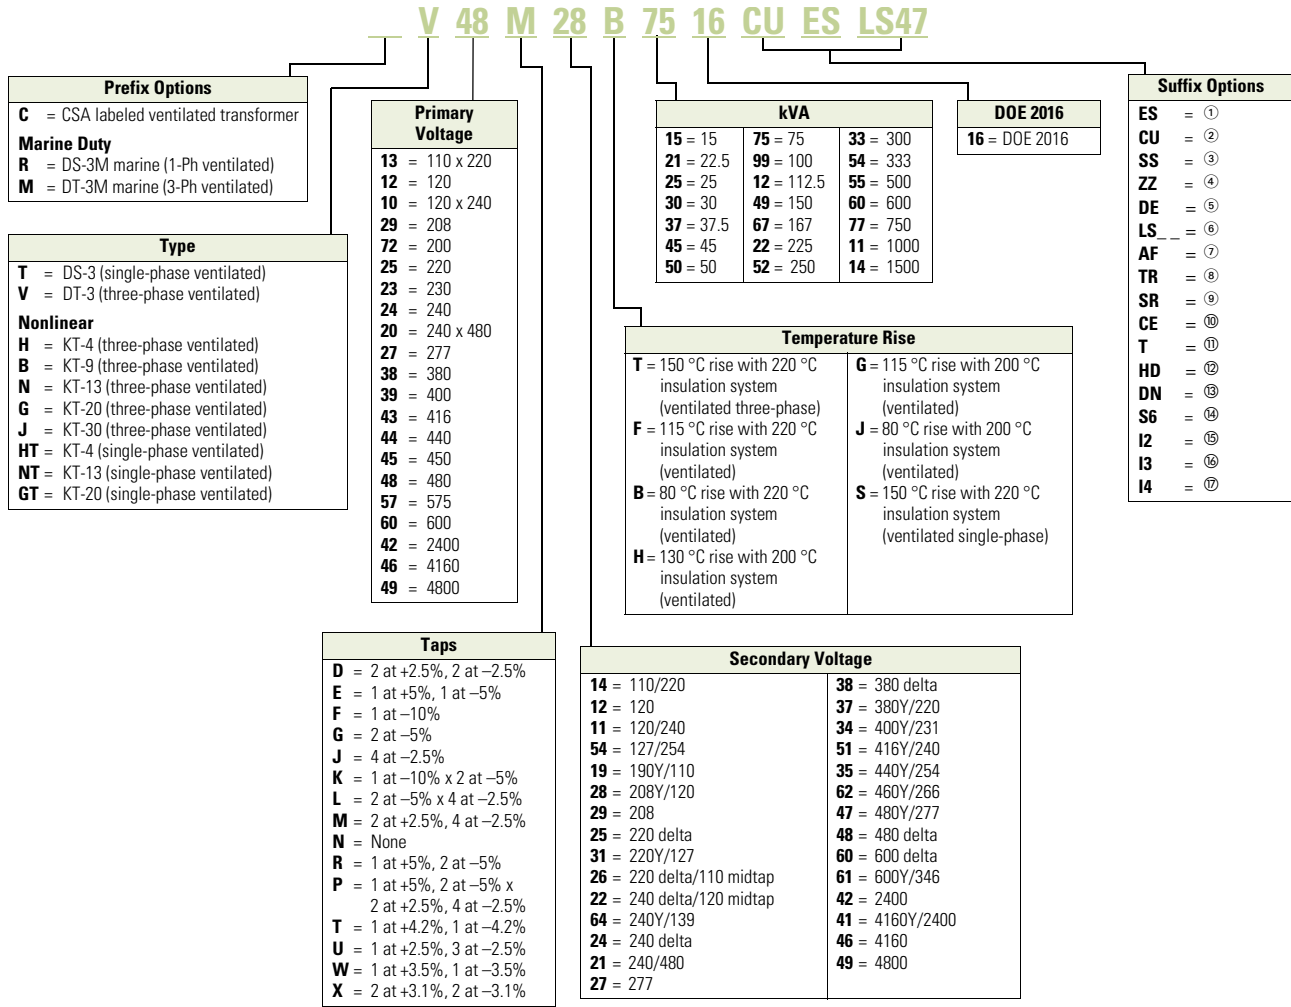 __ V 48 M 28 B 75 16 CU ES LS47
Prefix Options
C = CSA labeled ventilated transformer
Marine Duty
R = DS-3M marine (1-Ph ventilated)
M = DT-3M marine (3-Ph ventilated)
Type
T = DS-3 (single-phase ventilated)
V = DT-3 (three-phase ventilated)
Nonlinear
H = KT-4 (three-phase ventilated)
B = KT-9 (three-phase ventilated)
N = KT-13 (three-phase ventilated)
G = KT-20 (three-phase ventilated)
J = KT-30 (three-phase ventilated)
HT = KT-4 (single-phase ventilated)
NT = KT-13 (single-phase ventilated)
GT = KT-20 (single-phase ventilated)
Primary
Voltage
13 = 110 x 220
12 = 120
10 = 120 x 240
29 = 208
72 = 200
25 = 220
23 = 230
24 = 240
20 = 240 x 480
27 = 277
38 = 380
39 = 400
43 = 416
44 = 440
45 = 450
48 = 480
57 = 575
60 = 600
42 = 2400
46 = 4160
49 = 4800
Taps
D = 2 at +2.5%, 2 at –2.5%
E = 1 at +5%, 1 at –5%
F = 1 at –10%
G = 2 at –5%
J = 4 at –2.5%
K = 1 at –10% x 2 at –5%
L = 2 at –5% x 4 at –2.5%
M = 2 at +2.5%, 4 at –2.5%
N = None
R = 1 at +5%, 2 at –5%
P = 1 at +5%, 2 at –5% x
2 at +2.5%, 4 at –2.5%
T = 1 at +4.2%, 1 at –4.2%
U = 1 at +2.5%, 3 at –2.5%
W = 1 at +3.5%, 1 at –3.5%
X = 2 at +3.1%, 2 at –3.1%
Secondary Voltage
14 = 110/220
12 = 120
11 = 120/240
54 = 127/254
19 = 190Y/110
28 = 208Y/120
29 = 208
25 = 220 delta
31 = 220Y/127
26 = 220 delta/110 midtap
22 = 240 delta/120 midtap
64 = 240Y/139
24 = 240 delta
21 = 240/480
27 = 277
38 = 380 delta
37 = 380Y/220
34 = 400Y/231
51 = 416Y/240
35 = 440Y/254
62 = 460Y/266
47 = 480Y/277
48 = 480 delta
60 = 600 delta
61 = 600Y/346
42 = 2400
41 = 4160Y/2400
46 = 4160
49 = 4800
Temperature Rise
T = 150 °C rise with 220 °C
insulation system
(ventilated three-phase)
F = 115 °C rise with 220 °C
insulation system
(ventilated)
B = 80 °C rise with 220 °C
insulation system
(ventilated)
H = 130 °C rise with 200 °C
insulation system
(ventilated)
G = 115 °C rise with 200 °C
insulation system
(ventilated)
J = 80 °C rise with 200 °C
insulation system
(ventilated)
S = 150 °C rise with 220 °C
insulation system
(ventilated single-phase)
kVA
15 = 15
21 = 22.5
25 = 25
30 = 30
37 = 37.5
45 = 45
50 = 50
75 = 75
99 = 100
12 = 112.5
49 = 150
67 = 167
22 = 225
52 = 250
33 = 300
54 = 333
55 = 500
60 = 600
77 = 750
11 = 1000
14 = 1500
DOE 2016
16 = DOE 2016
Suffix Options
ES = ①
CU = ②
SS = ③
ZZ = ④
DE = ⑤
LS_ _ = ⑥
AF = ⑦
TR = ⑧
SR = ⑨
CE = ⑩
T = ⑪
HD = ⑫
DN = ⑬
S6 = ⑭
I2 = ⑮
I3 = ⑯
I4 = ⑰